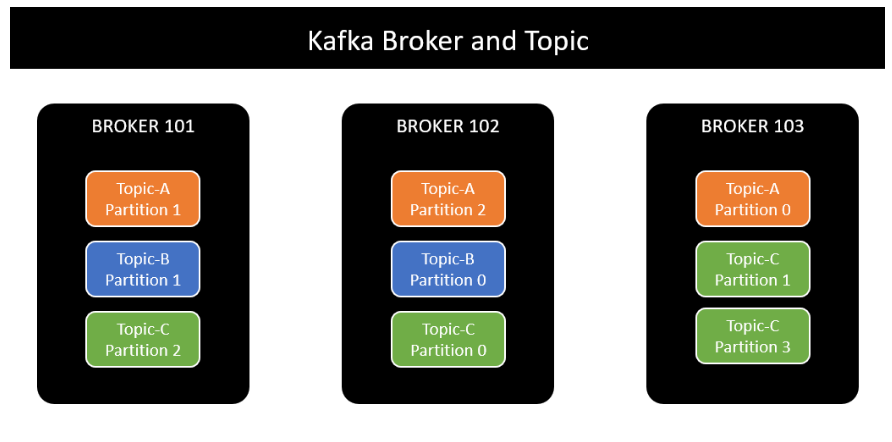 Kafka Broker and Topic
BROKER 101
Topic-A
Partition 1
Topic-B
Partition 1
Topic-C
Partition 2
BROKER 102
Topic-A
Partition 2
Topic-B
Partition 0
Topic-C
Partition 0
BROKER 103
Topic-A
Partition 0
Topic-C
Partition 1
Topic-C
Partition 3